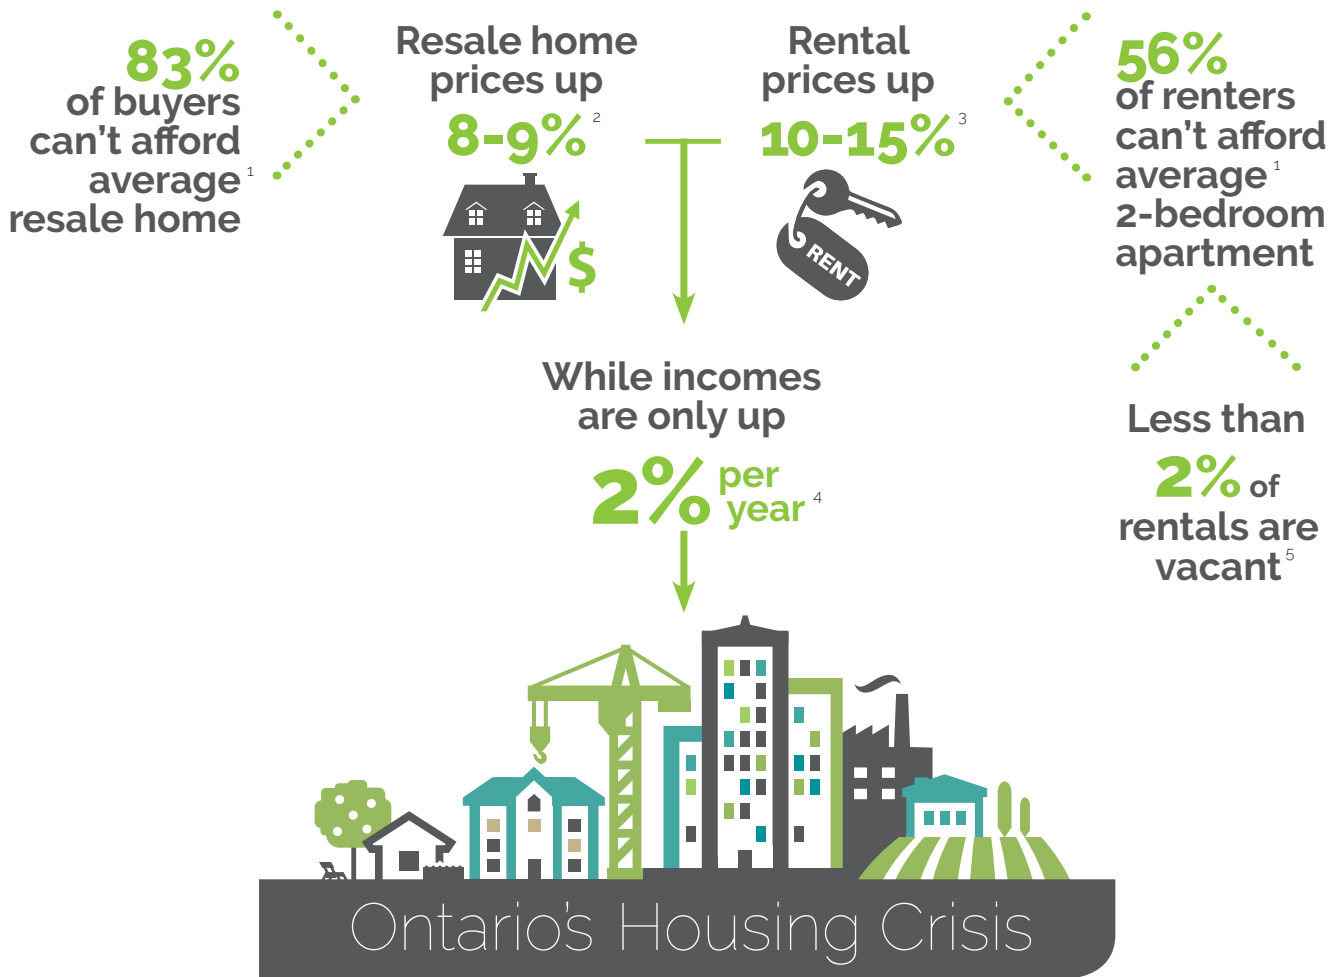 83%
of buyers
can't afford
average 1
resale home
Resale home
prices up
8-9% 2
Rental
prices up
10-15% 3
RENT
56%
of renters
can't afford
average 1
2-bedroom
apartment
$
While incomes
are only up
2% per
year 4
Less than
2% of
rentals are
vacant 5
Ontario's Housing Crisis